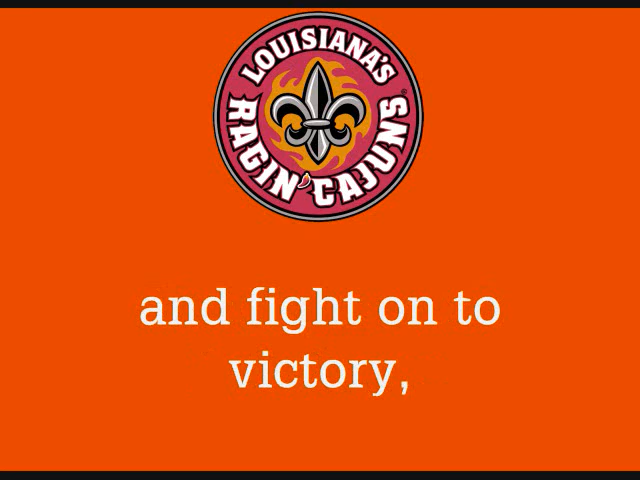 LOUISIANA'S
RAGIN' CAJUNS
®
and fight on to
victory,